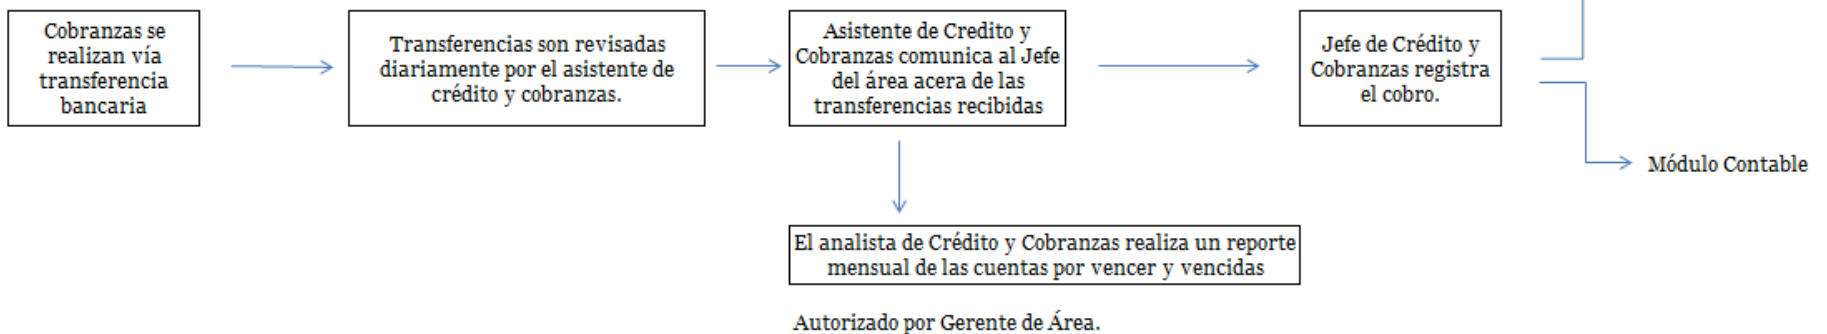 Cobranzas se
realizan vía
transferencia
bancaria
Transferencias son revisadas
diariamente por el asistente de
crédito y cobranzas.
Asistente de Credito y
Cobranzas comunica al Jefe
del área acera de las
transferencias recibidas
Jefe de Crédito y
Cobranzas registra
el cobro.
Módulo Contable
El analista de Crédito y Cobranzas realiza un reporte
mensual de las cuentas por vencer y vencidas
Autorizado por Gerente de Área.